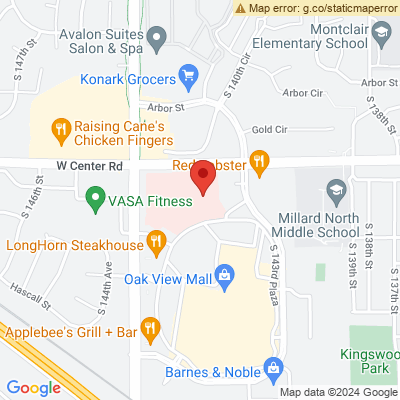 Map error: g.co/staticmaperror
Avalon Suites
Salon & Spa
Montclair
Elementary School
S 147th St
Konark Grocers
S 140th Cir
Arbor St
Arbor Cir
S 138th St
Raising Cane's
Chicken Fingers
Gold Cir
W Center Rd
Red Lobster
S 146th St
VASA Fitness
Millard North
Middle School
LongHorn Steakhouse
S 144th Ave
Hascall St
Oak View Mall
S 143rd Plaza
S 139th St
S 138th St
S 137th St
Applebee's Grill + Bar
Kingswood
Park
Barnes & Noble
Google
Map data ©2024 Google